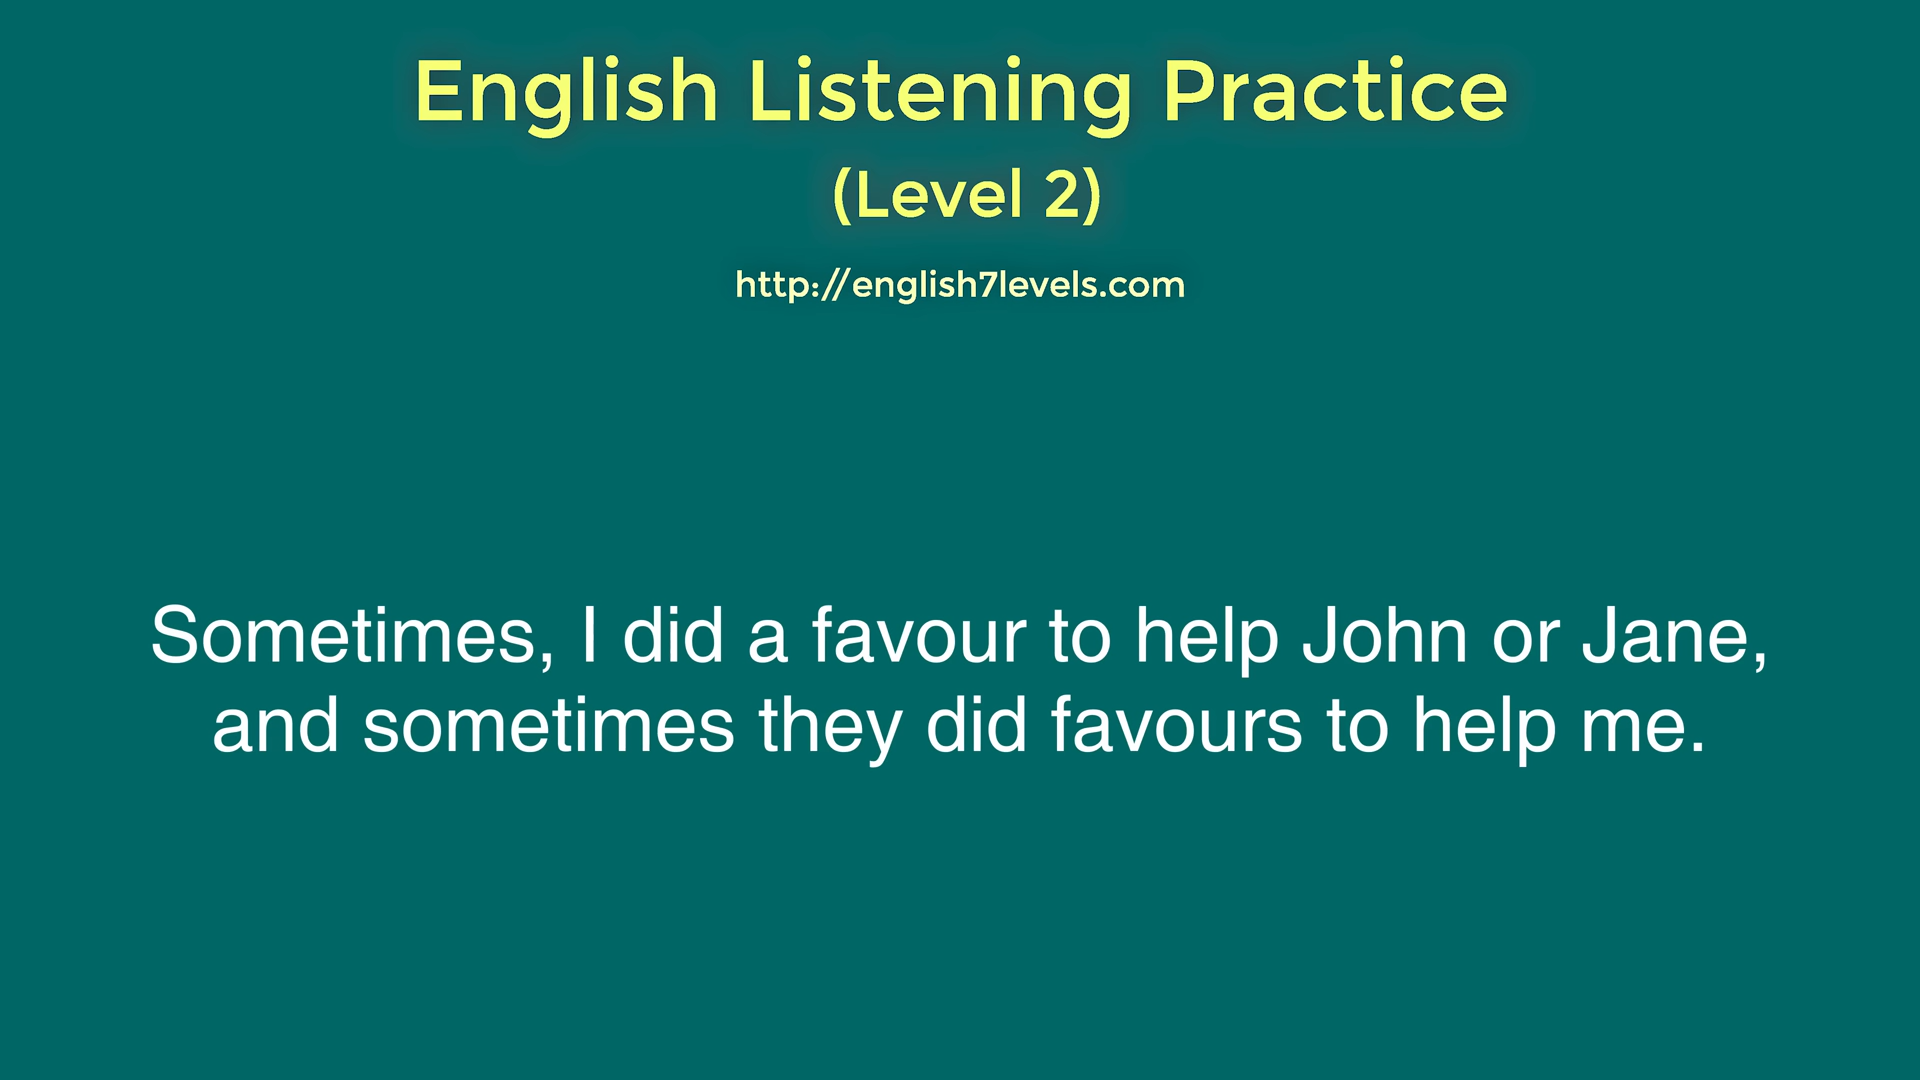 English Listening Practice
(Level 2)
http://english7levels.com
Sometimes, I did a favour to help John or Jane,
and sometimes they did favours to help me.